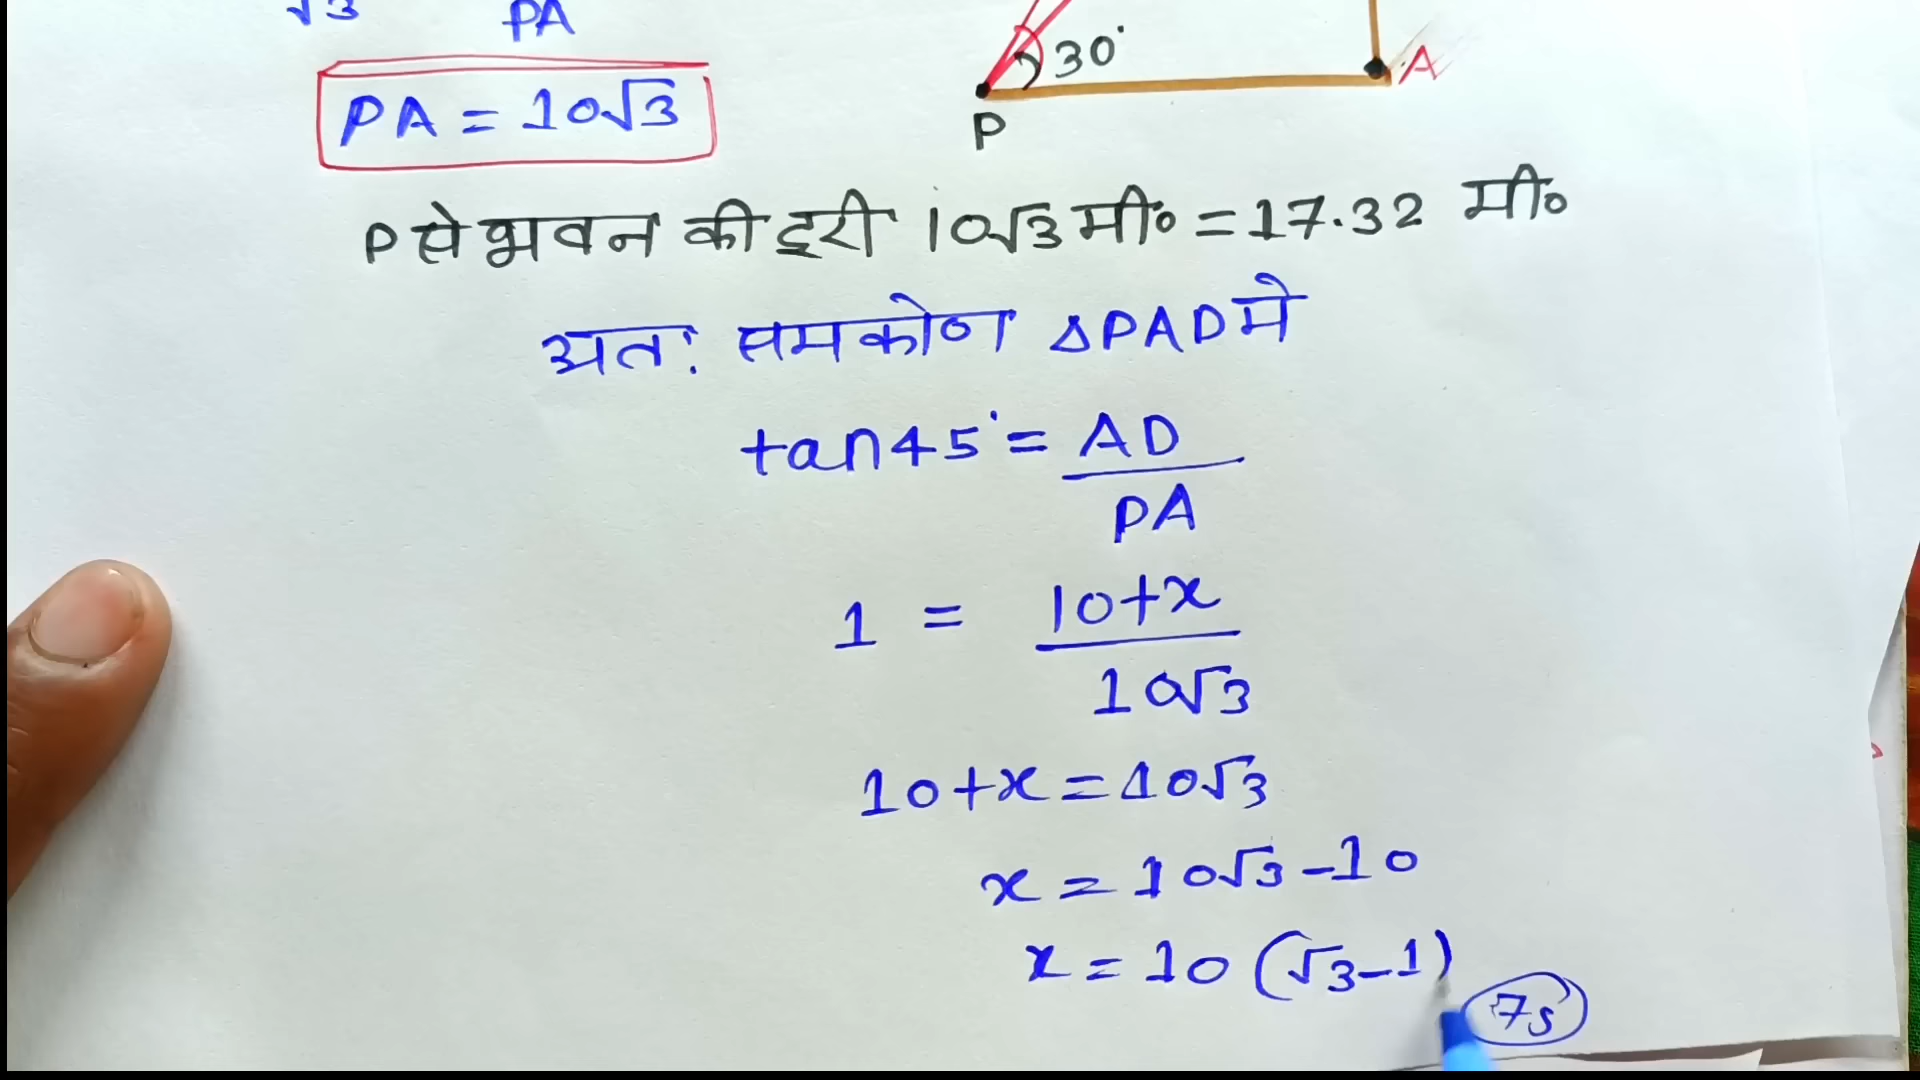 √3 PA
PA = 10√3
30°
A
P
P से भवन की दूरी 10√3 मी० = 17.32 मी०
अतः समकोण ΔPAD मे
tan45° = AD
PA
1 = 10+x
10√3
10+x = 10√3
x = 10√3-10
x = 10 (√3-1)